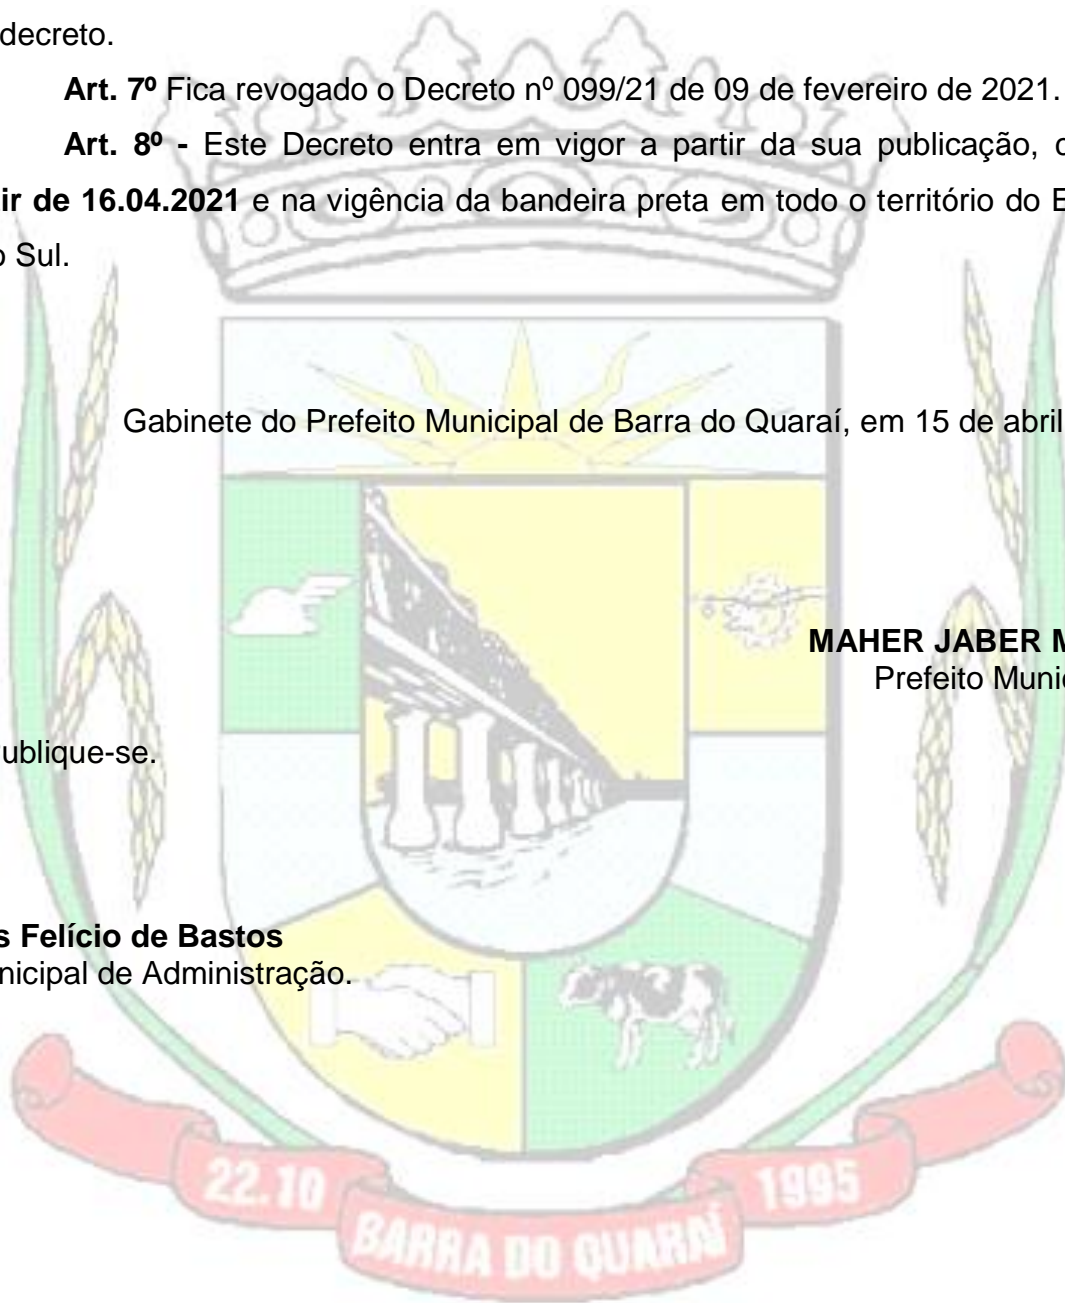 decreto.
Art. 7º Fica revogado o Decreto nº 099/21 de 09 de fevereiro de 2021.
Art. 8º - Este Decreto entra em vigor a partir da sua publicação, c
ir de 16.04.2021 e na vigência da bandeira preta em todo o território do E
o Sul.
Gabinete do Prefeito Municipal de Barra do Quaraí, em 15 de abril
MAHER JABER M
Prefeito Muni
ublique-se.
s Felício de Bastos
nicipal de Administração.
22.10 1995
BARRA DO QUARAÍ